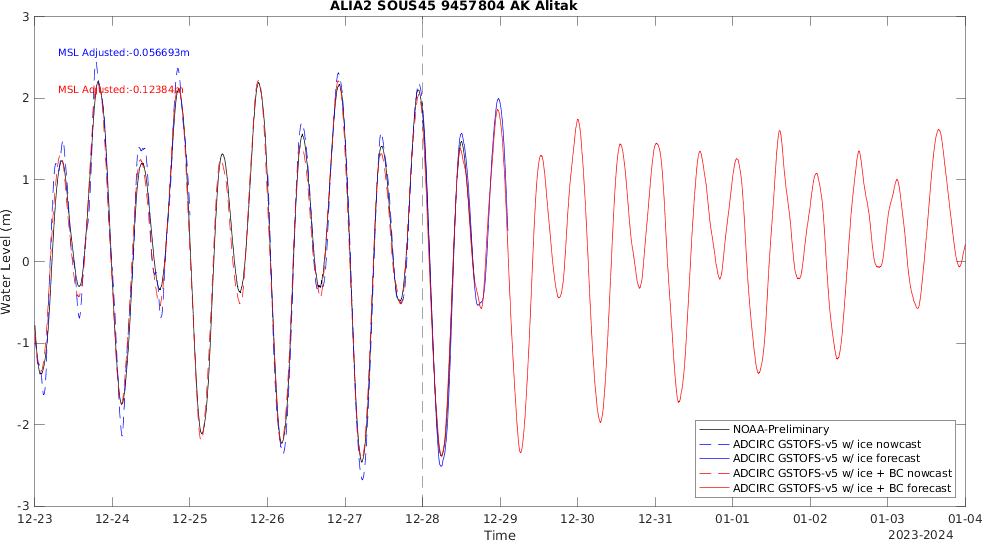 ALIA2 SOUS45 9457804 AK Alitak
3
2
1
0
-1
-2
-3
Water Level (m)
MSL Adjusted:-0.056693m
MSL Adjusted:-0.12384m
NOAA-Preliminary
ADCIRC GSTOFS-v5 w/ ice nowcast
ADCIRC GSTOFS-v5 w/ ice forecast
ADCIRC GSTOFS-v5 w/ ice + BC nowcast
ADCIRC GSTOFS-v5 w/ ice + BC forecast
12-23 12-24 12-25 12-26 12-27 12-28 12-29 12-30 12-31 01-01 01-02 01-03 01-04
Time
2023-2024